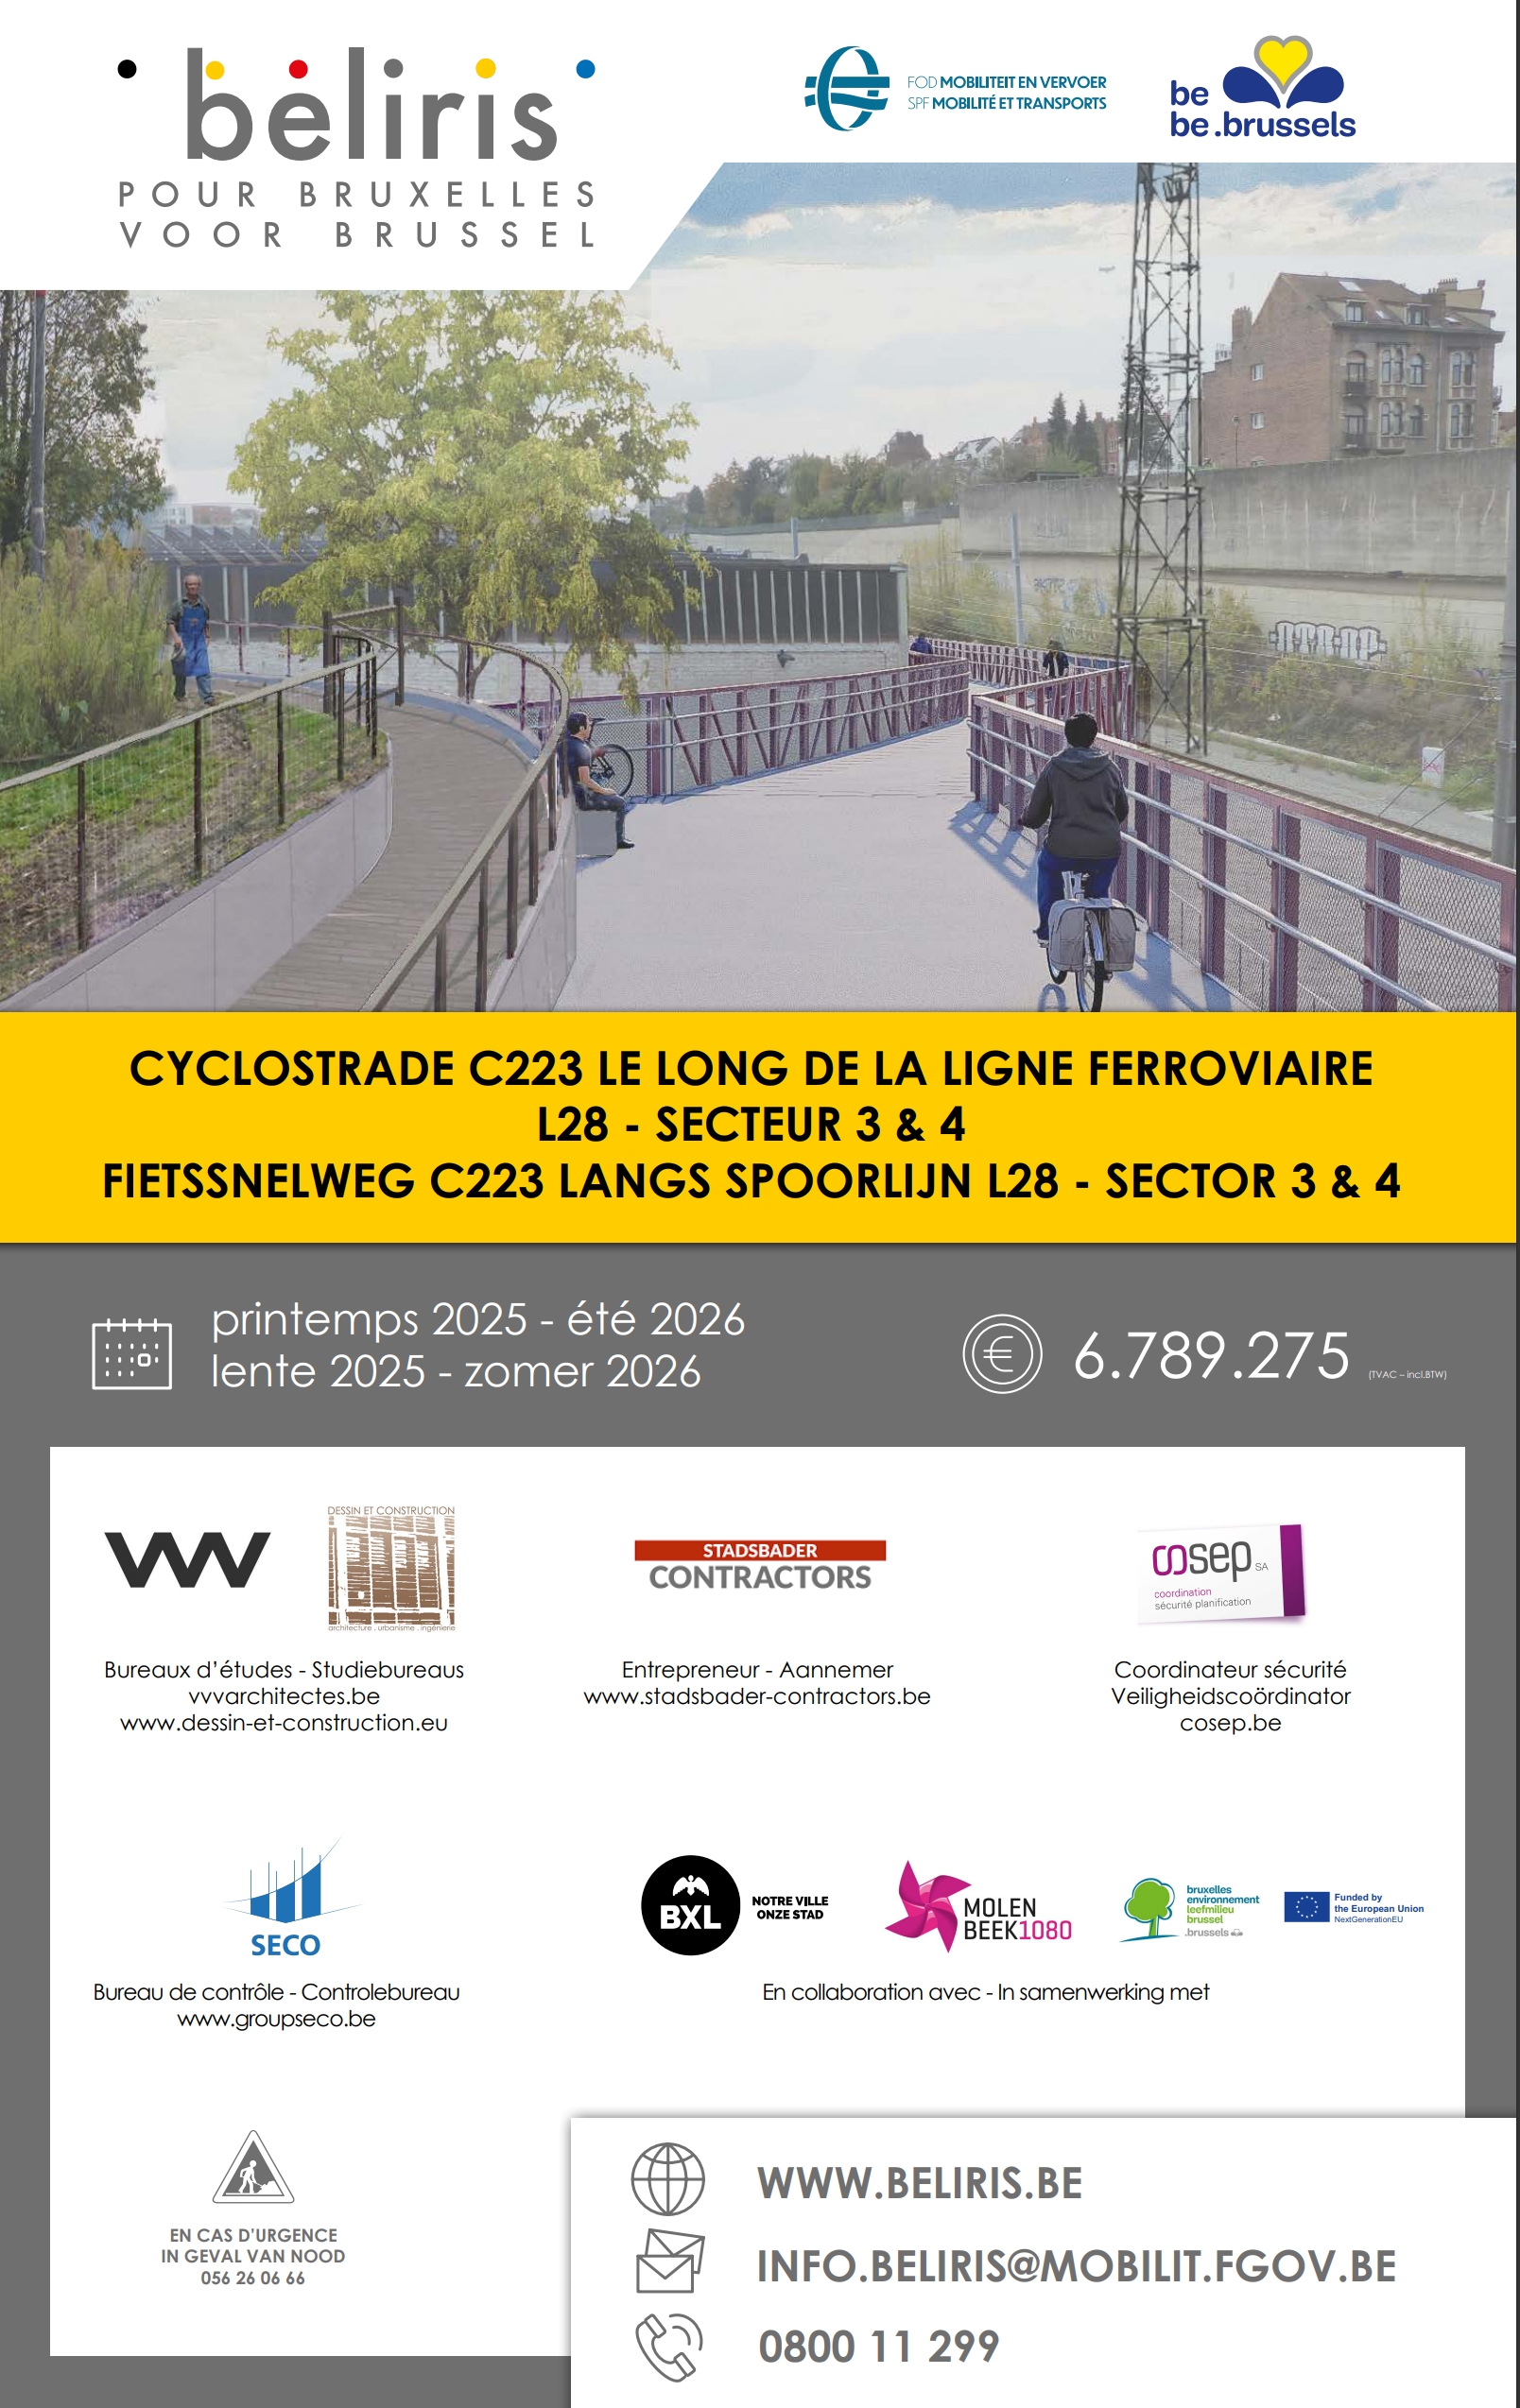 beliris
POUR BRUXELLES
VOOR BRUSSEL
FOD MOBILITEIT EN VERVOER
SPF MOBILITÉ ET TRANSPORTS
be
be .brussels
CYCLOSTRADE C223 LE LONG DE LA LIGNE FERROVIAIRE
L28 - SECTEUR 3 & 4
FIETSSNELWEG C223 LANGS SPOORLIJN L28 - SECTOR 3 & 4
printemps 2025 - été 2026
lente 2025 - zomer 2026
€ 6.789.275 (TVAC – incl.BTW)
VVV
DESSIN ET CONSTRUCTION
architecture . urbanisme . ingénierie
Bureaux d'études - Studiebureaus
vvvarchitectes.be
www.dessin-et-construction.eu
STADSBADER
CONTRACTORS
Entrepreneur - Aannemer
www.stadsbader-contractors.be
cosep SA
coordination
sécurité planification
Coordinateur sécurité
Veiligheidscoördinator
cosep.be
SECO
Bureau de contrôle - Controlebureau
www.groupseco.be
BXL
NOTRE VILLE
ONZE STAD
MOLEN
BEEK1080
bruxelles
environnement
leefmilieu
brussel
.brussels
Funded by
the European Union
NextGenerationEU
En collaboration avec - In samenwerking met
EN CAS D'URGENCE
IN GEVAL VAN NOOD
056 26 06 66
WWW.BELIRIS.BE
INFO.BELIRIS@MOBILIT.FGOV.BE
0800 11 299